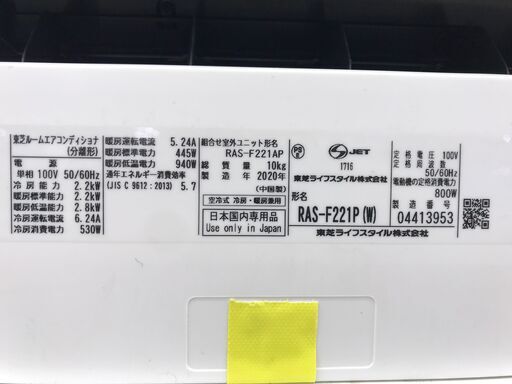 東芝ルームエアコンディショナ
(分離形)
電源
単相 100V 50/60Hz
冷房能力 2.2kW
暖房標準能力 2.2kW
暖房低温能力 2.8kW
冷房運転電流 6.24A
冷房消費電力 530W
暖房運転電流 5.24A
暖房標準電力 445W
暖房低温電力 940W
通年エネルギー消費効率
(JIS C 9612:2013) 5.7
組合せ室外ユニット形名
RAS-F221AP
総質量 10kg
製造年 2020年
(中国製)
空冷式 冷房・暖房兼用
日本国内専用品
Use only in Japan
PS
E
JET
1716
東芝ライフスタイル株式会社
形名
RAS-F221P(W)
定格電圧 100V
定格周波数
50/60Hz
電動機の定格消費電力
800W
製造番号
04413953
東芝ライフスタイル株式会社